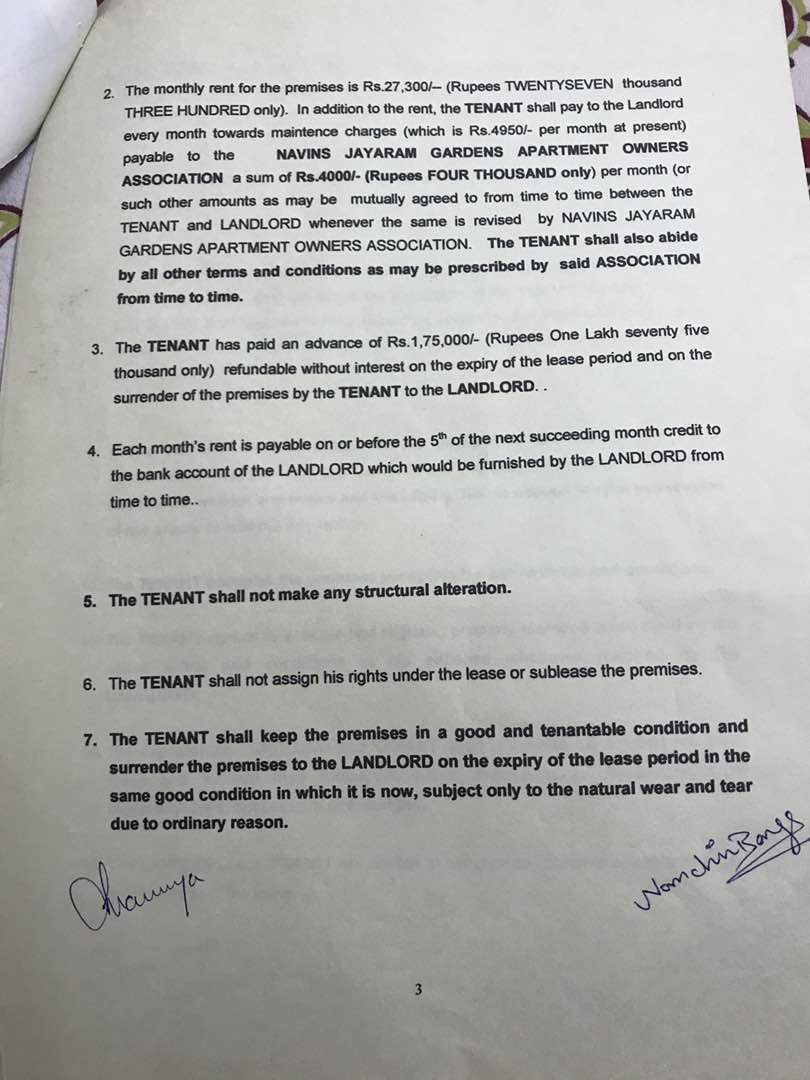 2. The monthly rent for the premises is Rs.27,300/-- (Rupees TWENTYSEVEN thousand
THREE HUNDRED only). In addition to the rent, the TENANT shall pay to the Landlord
every month towards maintence charges (which is Rs.4950/- per month at present)
payable to the NAVINS JAYARAM GARDENS APARTMENT OWNERS
ASSOCIATION a sum of Rs.4000/- (Rupees FOUR THOUSAND only) per month (or
such other amounts as may be mutually agreed to from time to time between the
TENANT and LANDLORD whenever the same is revised by NAVINS JAYARAM
GARDENS APARTMENT OWNERS ASSOCIATION. The TENANT shall also abide
by all other terms and conditions as may be prescribed by said ASSOCIATION
from time to time.
3. The TENANT has paid an advance of Rs.1,75,000/- (Rupees One Lakh seventy five
thousand only) refundable without interest on the expiry of the lease period and on the
surrender of the premises by the TENANT to the LANDLORD. .
4. Each month's rent is payable on or before the 5th of the next succeeding month credit to
the bank account of the LANDLORD which would be furnished by the LANDLORD from
time to time..
5. The TENANT shall not make any structural alteration.
6. The TENANT shall not assign his rights under the lease or sublease the premises.
7. The TENANT shall keep the premises in a good and tenantable condition and
surrender the premises to the LANDLORD on the expiry of the lease period in the
same good condition in which it is now, subject only to the natural wear and tear
due to ordinary reason.
3